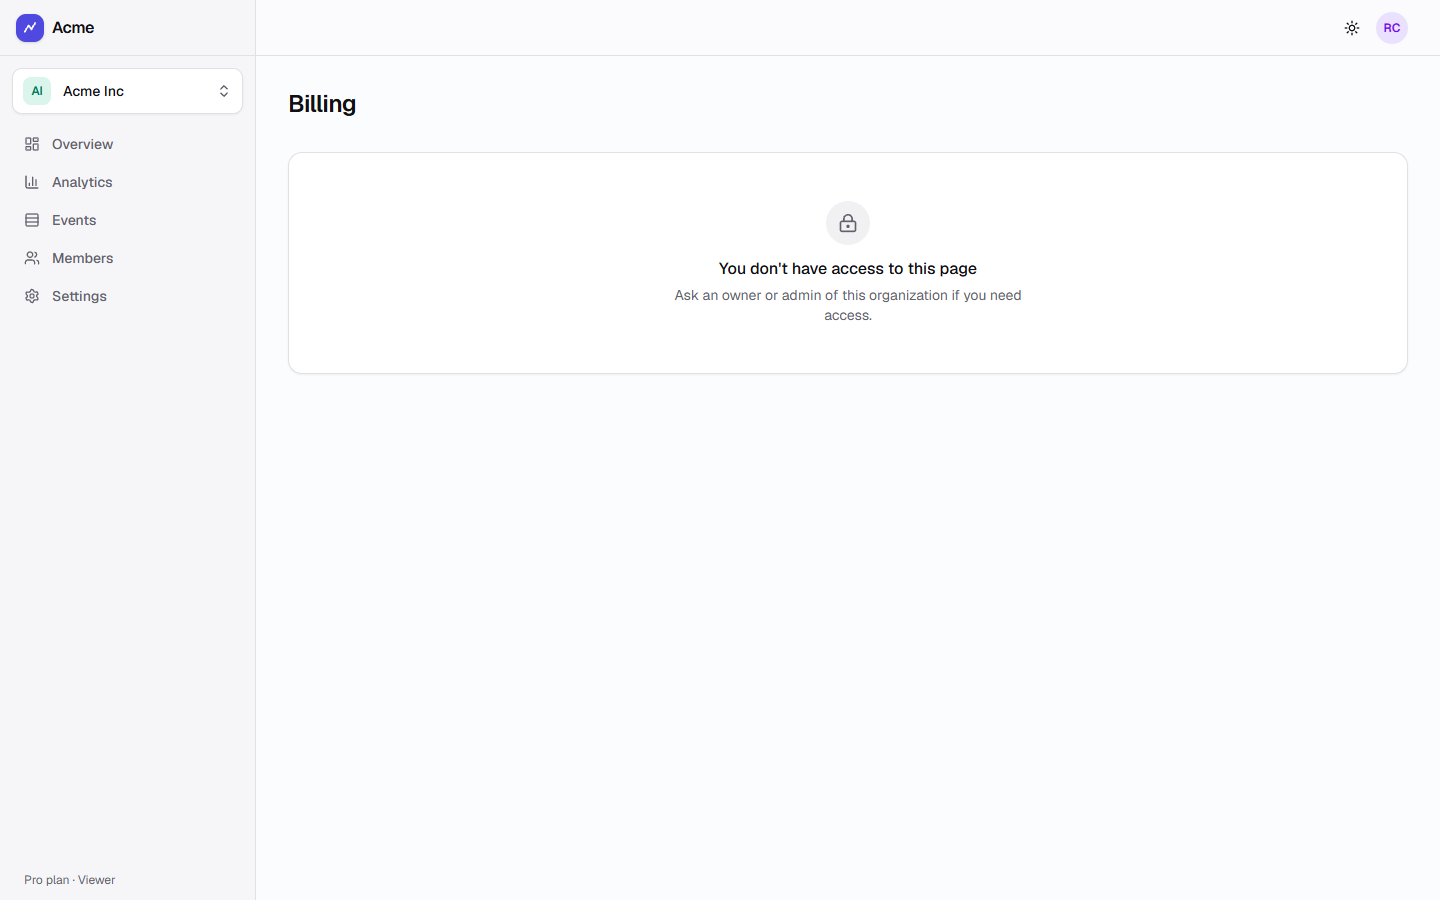 Acme
RC
AI
Acme Inc
Overview
Analytics
Events
Members
Settings
Pro plan · Viewer
Billing
You don't have access to this page
Ask an owner or admin of this organization if you need
access.